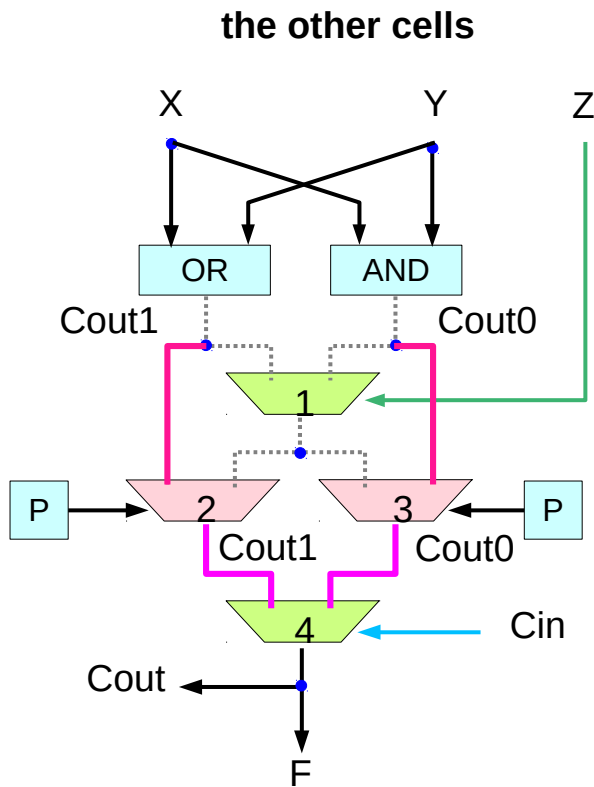 the other cells
X
Y
Z
OR
AND
Cout1
Cout0
1
P
2
3
P
Cout1
Cout0
4
Cin
Cout
F